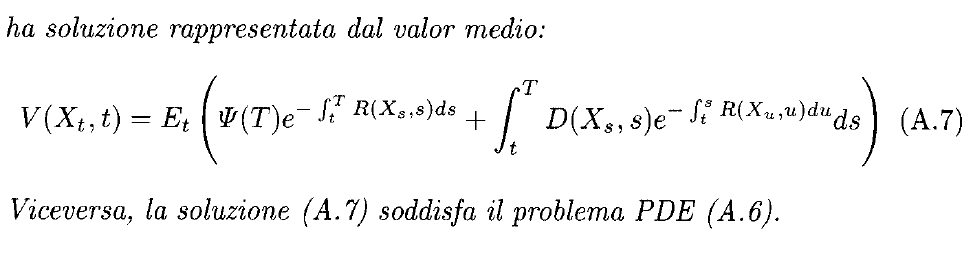 ha soluzione rappresentata dal valor medio:
V(X_t, t) = E_t ( Ψ(T)e^{− ∫_t^T R(X_s,s)ds} + ∫_t^T D(X_s, s)e^{− ∫_t^s R(X_u,u)du} ds ) (A.7)
Viceversa, la soluzione (A.7) soddisfa il problema PDE (A.6).